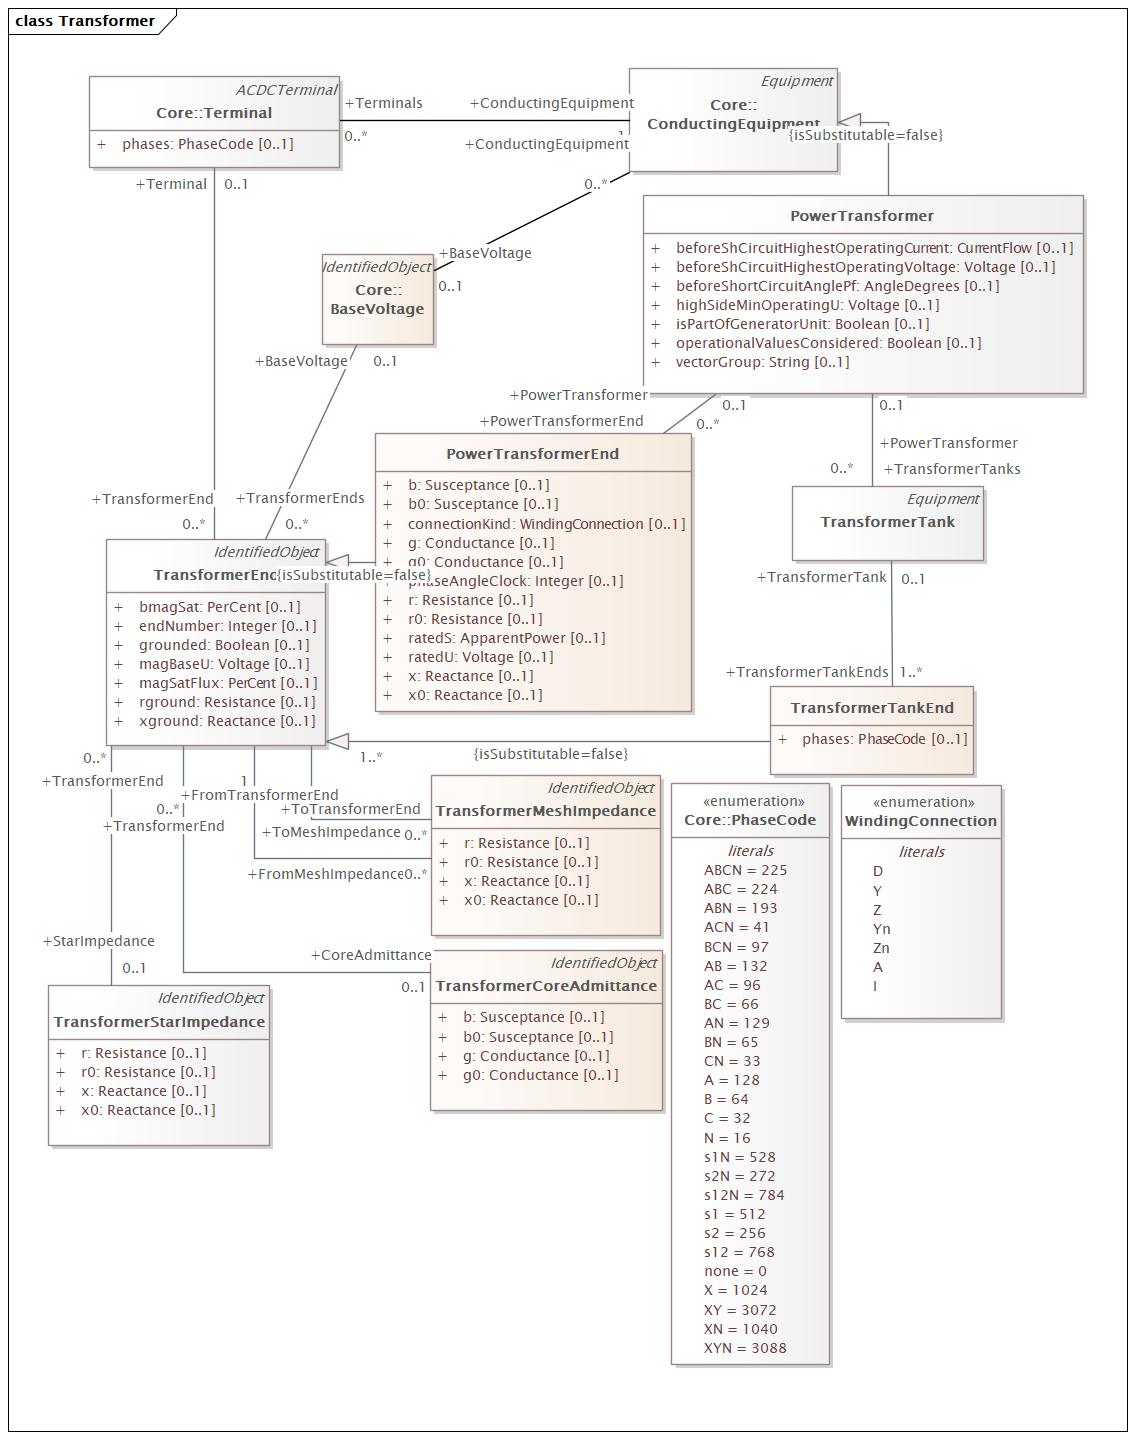 class Transformer
ACDCTerminal
Core::Terminal
+ phases: PhaseCode [0..1]
+Terminals
0..*
+ConductingEquipment
1
Equipment
Core::
ConductingEquipment
{isSubstitutable=false}
+ConductingEquipment
0..*
+Terminal 0..1
PowerTransformer
+ beforeShCircuitHighestOperatingCurrent: CurrentFlow [0..1]
+ beforeShCircuitHighestOperatingVoltage: Voltage [0..1]
+ beforeShortCircuitAnglePf: AngleDegrees [0..1]
+ highSideMinOperatingU: Voltage [0..1]
+ isPartOfGeneratorUnit: Boolean [0..1]
+ operationalValuesConsidered: Boolean [0..1]
+ vectorGroup: String [0..1]
+BaseVoltage
0..1
IdentifiedObject
Core::
BaseVoltage
+BaseVoltage 0..1
+PowerTransformer
0..1
+PowerTransformerEnd
0..*
0..1
+PowerTransformer
0..* +TransformerTanks
PowerTransformerEnd
+ b: Susceptance [0..1]
+ b0: Susceptance [0..1]
+ connectionKind: WindingConnection [0..1]
+ g: Conductance [0..1]
+ g0: Conductance [0..1]
+ phaseAngleClock: Integer [0..1]
+ r: Resistance [0..1]
+ r0: Resistance [0..1]
+ ratedS: ApparentPower [0..1]
+ ratedU: Voltage [0..1]
+ x: Reactance [0..1]
+ x0: Reactance [0..1]
Equipment
TransformerTank
+TransformerTank 0..1
+TransformerTankEnds 1..*
+TransformerEnd
0..*
+TransformerEnds
0..*
IdentifiedObject
TransformerEnd
{isSubstitutable=false}
+ bmagSat: PerCent [0..1]
+ endNumber: Integer [0..1]
+ grounded: Boolean [0..1]
+ magBaseU: Voltage [0..1]
+ magSatFlux: PerCent [0..1]
+ rground: Resistance [0..1]
+ xground: Reactance [0..1]
TransformerTankEnd
+ phases: PhaseCode [0..1]
1..*
{isSubstitutable=false}
0..*
+TransformerEnd
1
+FromTransformerEnd
0..*
+TransformerEnd
+ToTransformerEnd
+ToMeshImpedance 0..*
+FromMeshImpedance 0..*
IdentifiedObject
TransformerMeshImpedance
+ r: Resistance [0..1]
+ r0: Resistance [0..1]
+ x: Reactance [0..1]
+ x0: Reactance [0..1]
+StarImpedance
0..1
+CoreAdmittance
0..1
IdentifiedObject
TransformerCoreAdmittance
+ b: Susceptance [0..1]
+ b0: Susceptance [0..1]
+ g: Conductance [0..1]
+ g0: Conductance [0..1]
IdentifiedObject
TransformerStarImpedance
+ r: Resistance [0..1]
+ r0: Resistance [0..1]
+ x: Reactance [0..1]
+ x0: Reactance [0..1]
«enumeration»
Core::PhaseCode
literals
ABCN = 225
ABC = 224
ABN = 193
ACN = 41
BCN = 97
AB = 132
AC = 96
BC = 66
AN = 129
BN = 65
CN = 33
A = 128
B = 64
C = 32
N = 16
s1N = 528
s2N = 272
s12N = 784
s1 = 512
s2 = 256
s12 = 768
none = 0
X = 1024
XY = 3072
XN = 1040
XYN = 3088
«enumeration»
WindingConnection
literals
D
Y
Z
Yn
Zn
A
I